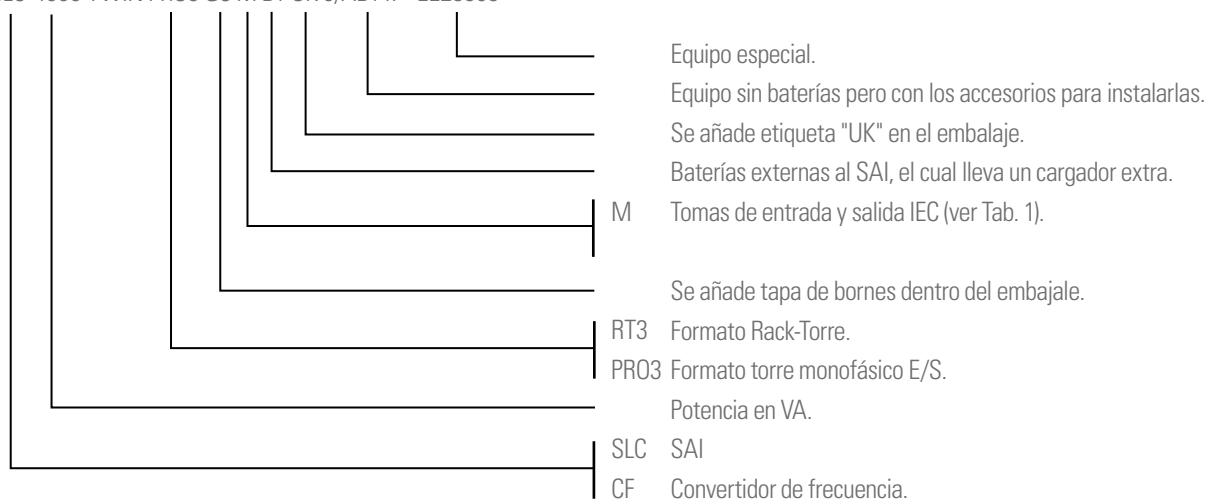 Equipo especial.
Equipo sin baterías pero con los accesorios para instalarlas.
Se añade etiqueta "UK" en el embalaje.
Baterías externas al SAI, el cual lleva un cargador extra.
M Tomas de entrada y salida IEC (ver Tab. 1).
Se añade tapa de bornes dentro del embajale.
RT3 Formato Rack-Torre.
PRO3 Formato torre monofásico E/S.
Potencia en VA.
SLC SAI
CF Convertidor de frecuencia.